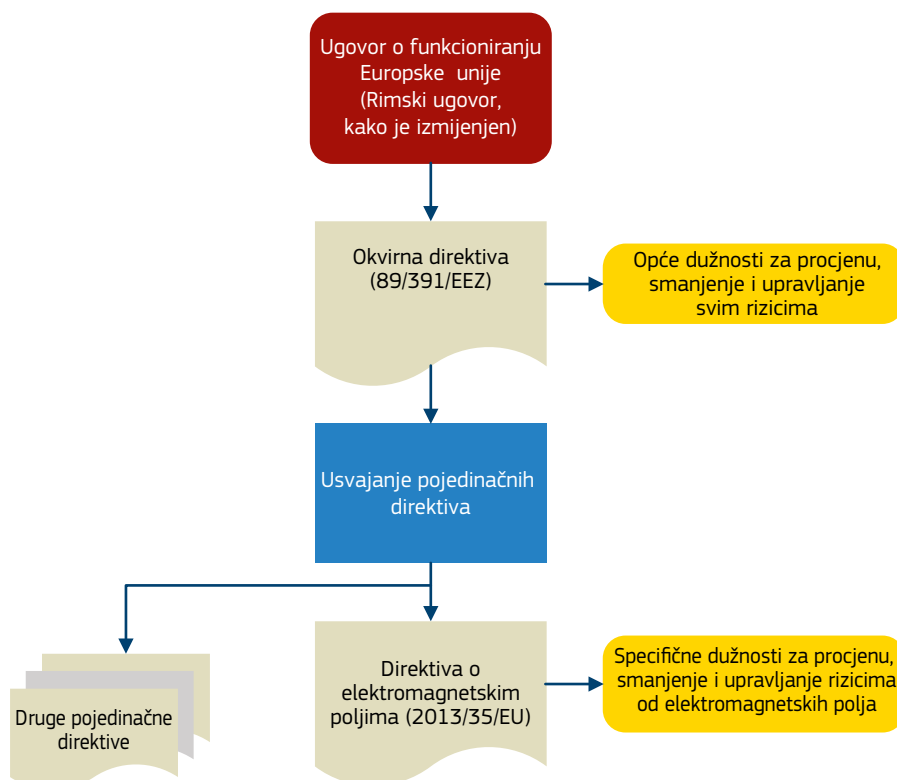 Ugovor o funkcioniranju
Europske unije
(Rimski ugovor,
kako je izmijenjen)
Okvirna direktiva
(89/391/EEZ)
Opće dužnosti za procjenu,
smanjenje i upravljanje
svim rizicima
Usvajanje pojedinačnih
direktiva
Druge pojedinačne
direktive
Direktiva o
elektromagnetskim
poljima (2013/35/EU)
Specifične dužnosti za procjenu,
smanjenje i upravljanje rizicima
od elektromagnetskih polja